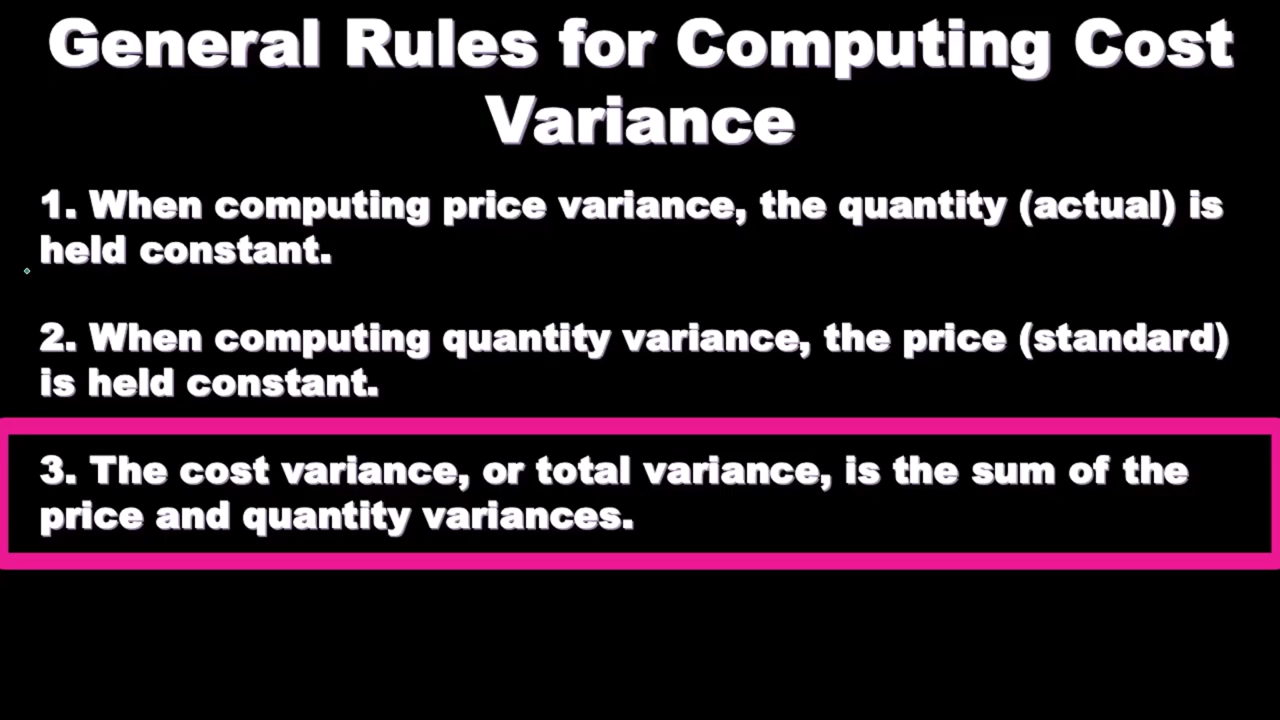 General Rules for Computing Cost
Variance
1. When computing price variance, the quantity (actual) is
held constant.
2. When computing quantity variance, the price (standard)
is held constant.
3. The cost variance, or total variance, is the sum of the
price and quantity variances.